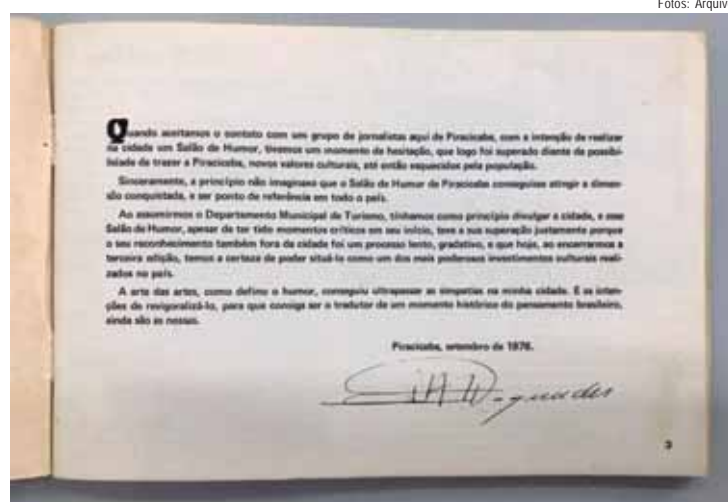 Fotos: Arquiv
Quando aceitamos o contato com um grupo de jornalistas aqui de Piracicaba, com a intenção de realizar
na cidade um Salão de Humor, tivemos um momento de hesitação, que logo foi superado diante da possibi-
lidade de trazer a Piracicaba, novos valores culturais, até então esquecidos pela população.
Sinceramente, a princípio não imaginava que o Salão de Humor de Piracicaba conseguisse atingir a dimen-
são conquistada, e ser ponto de referência em todo o país.
Ao assumirmos o Departamento Municipal de Turismo, tínhamos como princípio divulgar a cidade, e esse
Salão de Humor, apesar de ter tido momentos críticos em seu início, teve a sua superação justamente porque
o seu reconhecimento também fora da cidade foi um processo lento, gradativo, e que hoje, ao encerrarmos a
terceira edição, temos a certeza de poder situá-lo como um dos mais poderosos investimentos culturais reali-
zados no país.
A arte das artes, como defino o humor, conseguiu ultrapassar as simpatias na minha cidade. E as inten-
ções de revigorá-lo, para que consiga ser o tradutor de um momento histórico do pensamento brasileiro,
ainda são as nossas.
Piracicaba, setembro de 1976.
3